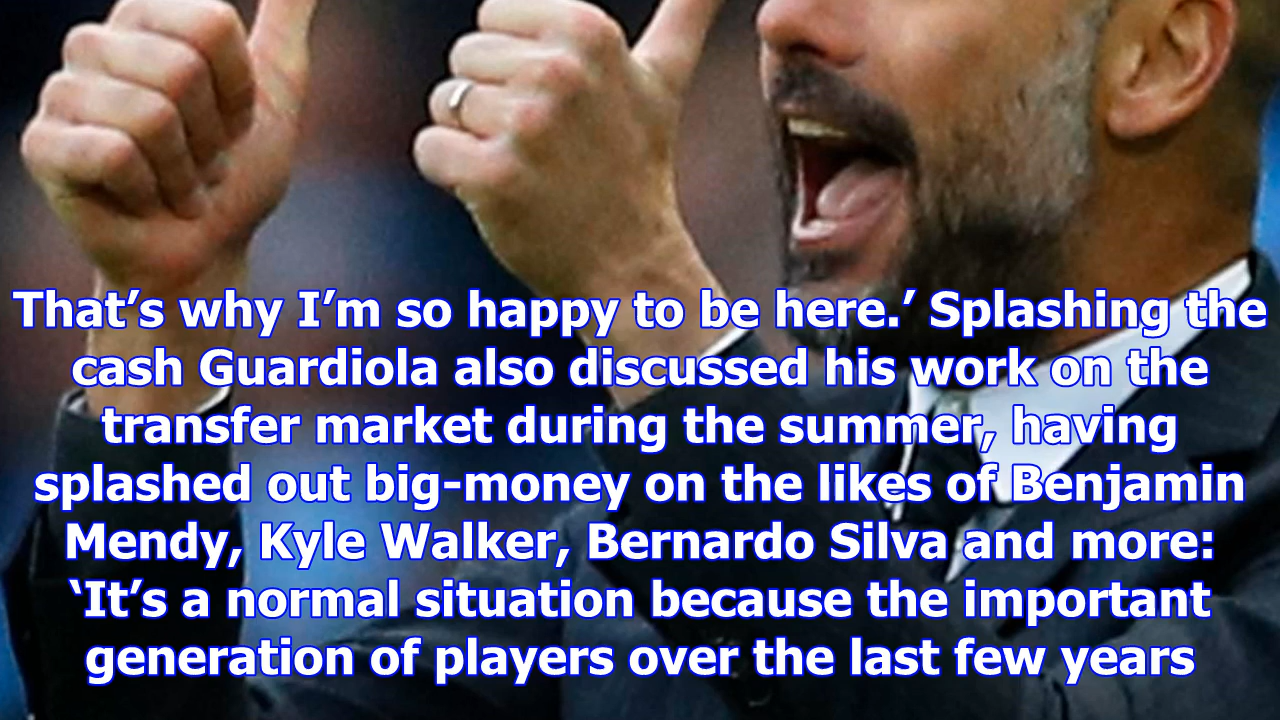 That’s why I’m so happy to be here.’ Splashing the
cash Guardiola also discussed his work on the
transfer market during the summer, having
splashed out big-money on the likes of Benjamin
Mendy, Kyle Walker, Bernardo Silva and more:
‘It’s a normal situation because the important
generation of players over the last few years